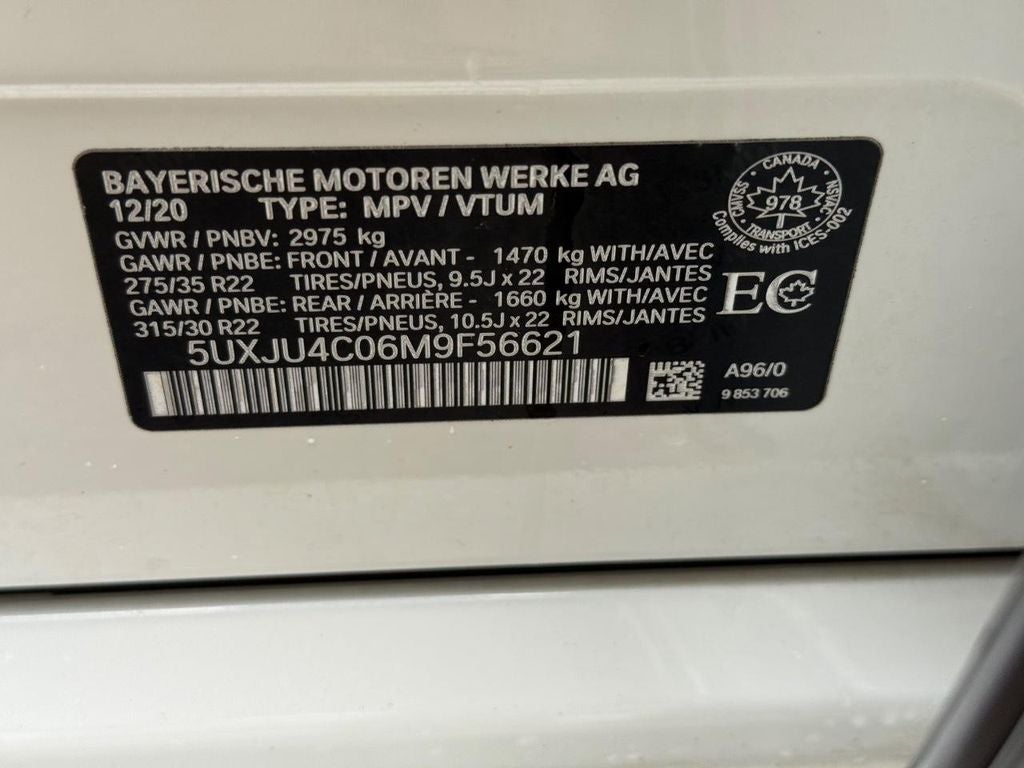 BAYERISCHE MOTOREN WERKE AG
12/20 TYPE: MPV / VTUM
GVWR / PNBV: 2975 kg
GAWR / PNBE: FRONT / AVANT - 1470 kg WITH/AVEC
275/35 R22 TIRES/PNEUS, 9.5J x 22 RIMS/JANTES
GAWR / PNBE: REAR / ARRIÈRE - 1660 kg WITH/AVEC
315/30 R22 TIRES/PNEUS, 10.5J x 22 RIMS/JANTES
5UXJU4C06M9F56621
CANADA
CMVSS
978
NSVAC
TRANSPORT
Complies with ICES-002
EC
A96/0
9 853 706